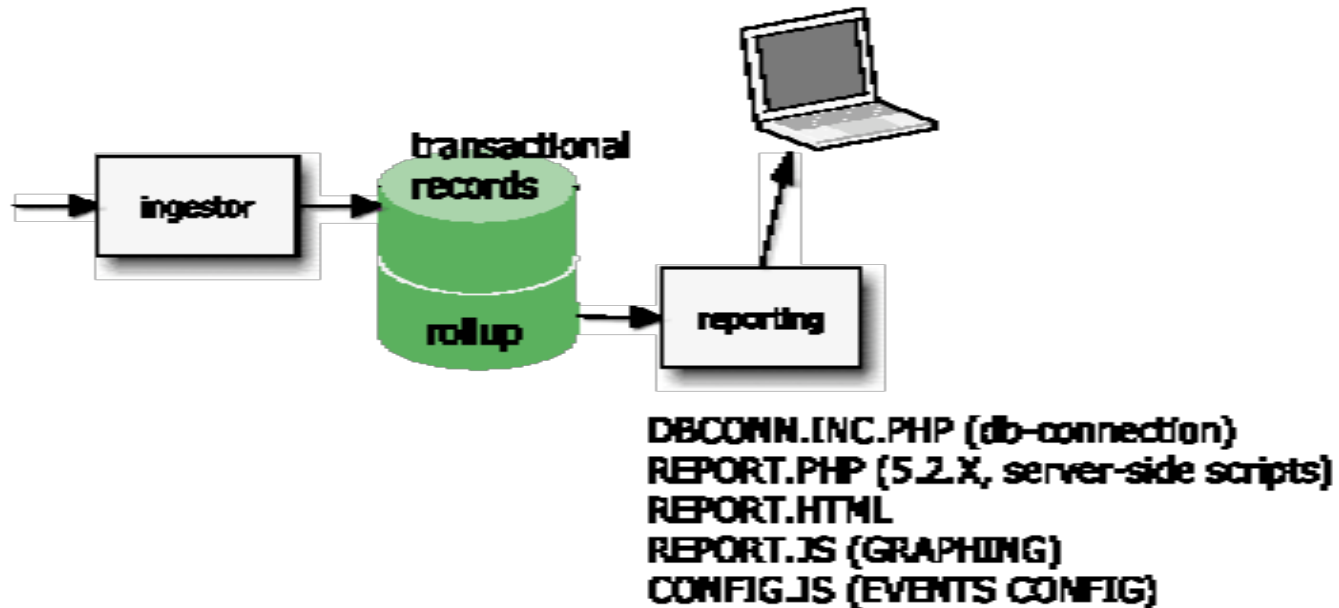 transactional
records
ingestor
rollup
reporting
DBCONN.INC.PHP (db-connection)
REPORT.PHP (5.2.X, server-side scripts)
REPORT.HTML
REPORT.JS (GRAPHING)
CONFIG.JS (EVENTS CONFIG)